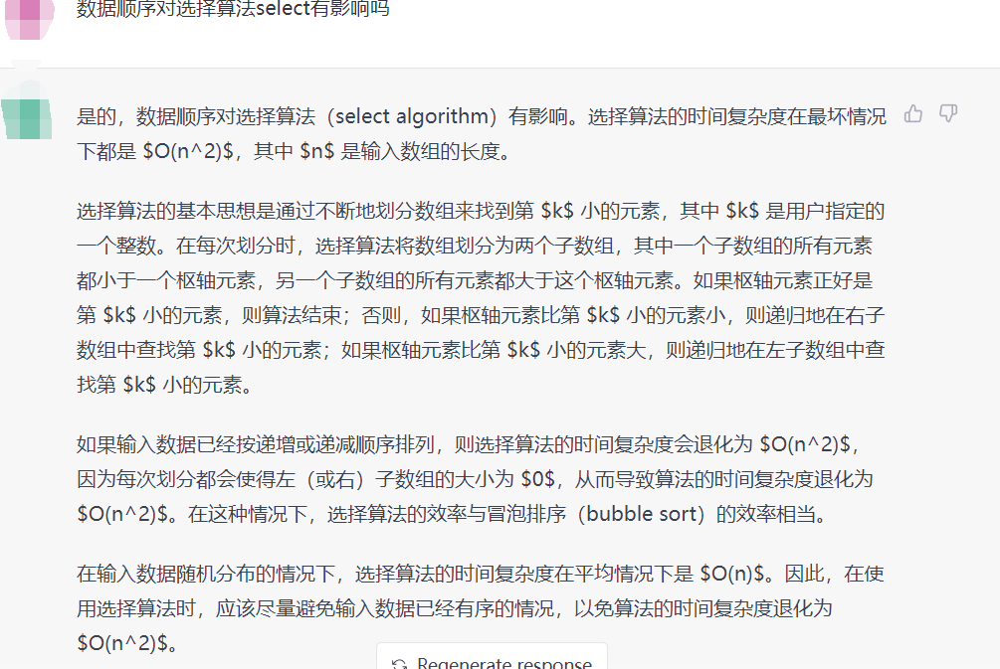 数据顺序对选择算法select有影响吗
是的，数据顺序对选择算法（select algorithm）有影响。选择算法的时间复杂度在最坏情况
下都是 $O(n^2)$，其中 $n$ 是输入数组的长度。
选择算法的基本思想是通过不断地划分数组来找到第 $k$ 小的元素，其中 $k$ 是用户指定的
一个整数。在每次划分时，选择算法将数组划分为两个子数组，其中一个子数组的所有元素
都小于一个枢轴元素，另一个子数组的所有元素都大于这个枢轴元素。如果枢轴元素正好是
第 $k$ 小的元素，则算法结束；否则，如果枢轴元素比第 $k$ 小的元素小，则递归地在右子
数组中查找第 $k$ 小的元素；如果枢轴元素比第 $k$ 小的元素大，则递归地在左子数组中查
找第 $k$ 小的元素。
如果输入数据已经按递增或递减顺序排列，则选择算法的时间复杂度会退化为 $O(n^2)$，
因为每次划分都会使得左（或右）子数组的大小为 $0$，从而导致算法的时间复杂度退化为
$O(n^2)$。在这种情况下，选择算法的效率与冒泡排序（bubble sort）的效率相当。
在输入数据随机分布的情况下，选择算法的时间复杂度在平均情况下是 $O(n)$。因此，在使
用选择算法时，应该尽量避免输入数据已经有序的情况，以免算法的时间复杂度退化为
$O(n^2)$。
Regenerate response